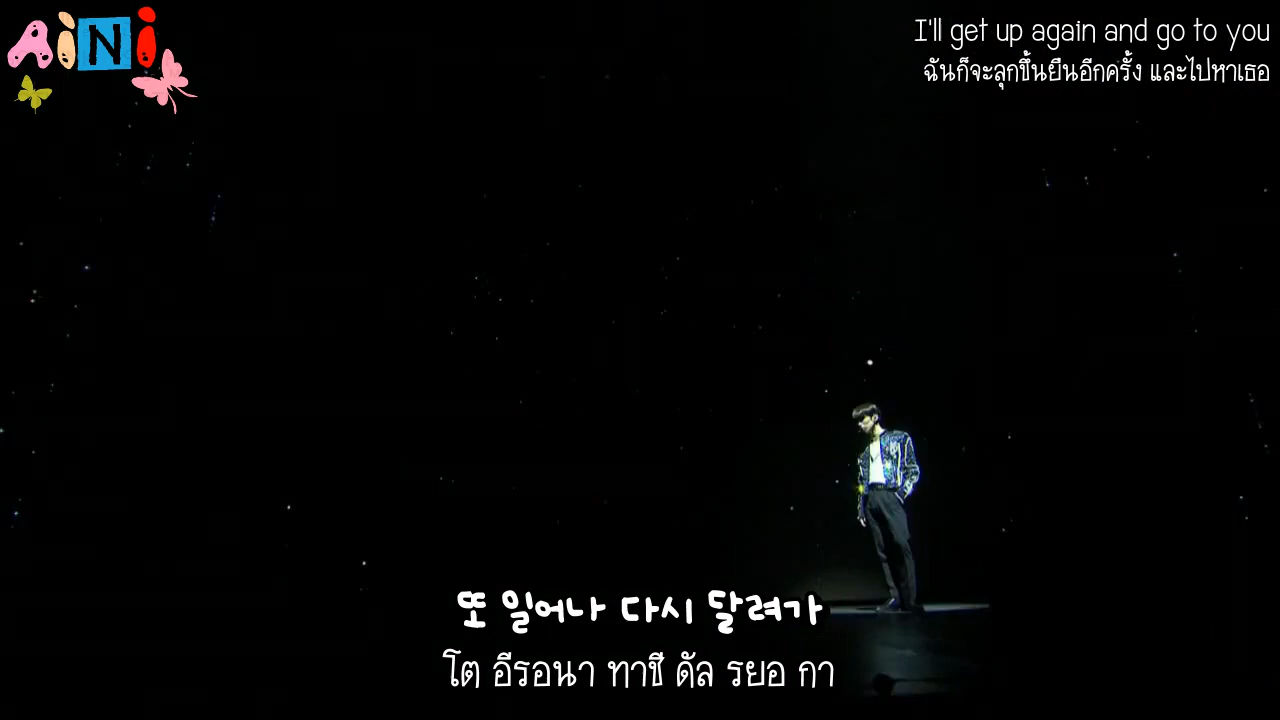 AiNi
I'll get up again and go to you
ฉันก็จะลุกขึ้นยืนอีกครั้ง และไปหาเธอ
또 일어나 다시 달려가
โต อีรอนา ทาชี ดัล รยอ กา